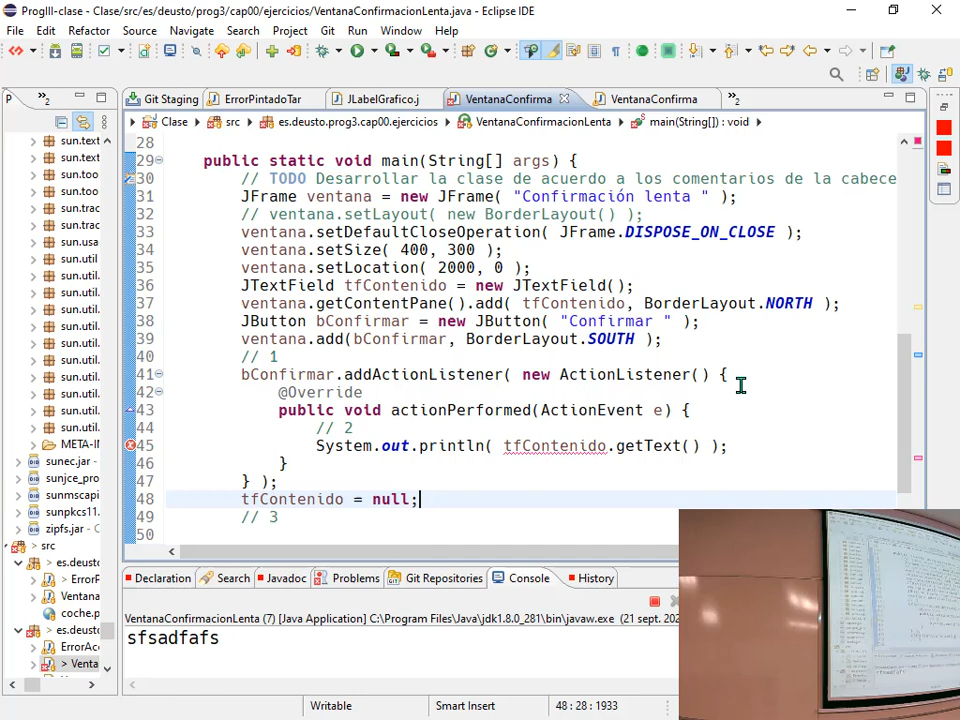 ProgIII-clase - Clase/src/es/deusto/prog3/cap00/ejercicios/VentanaConfirmacionLenta.java - Eclipse IDE
File Edit Refactor Source Navigate Search Project Git Run Window Help
P »2 Git Staging ErrorPintadoTar JLabelGrafico.j VentanaConfirma VentanaConfirma »2
Clase src es.deusto.prog3.cap00.ejercicios VentanaConfirmacionLenta main(String[]) : void
28
29 public static void main(String[] args) {
30 // TODO Desarrollar la clase de acuerdo a los comentarios de la cabece
31 JFrame ventana = new JFrame( "Confirmación lenta " );
32 // ventana.setLayout( new BorderLayout() );
33 ventana.setDefaultCloseOperation( JFrame.DISPOSE_ON_CLOSE );
34 ventana.setSize( 400, 300 );
35 ventana.setLocation( 2000, 0 );
36 JTextField tfContenido = new JTextField();
37 ventana.getContentPane().add( tfContenido, BorderLayout.NORTH );
38 JButton bConfirmar = new JButton( "Confirmar " );
39 ventana.add(bConfirmar, BorderLayout.SOUTH );
40 // 1
41 bConfirmar.addActionListener( new ActionListener() {
42 @Override
43 public void actionPerformed(ActionEvent e) {
44 // 2
45 System.out.println( tfContenido.getText() );
46 }
47 } );
48 tfContenido = null;
49 // 3
50
sun.text
sun.text
sun.tool
sun.tool
sun.trac
sun.trac
sun.usa
sun.util
sun.util.
sun.util.
sun.util.
sun.util.
sun.util.
sun.util.
sun.util.
sun.util.
sun.util.
META-IN
sunec.jar -
sunjce_pro
sunmscapi
sunpkcs11
zipfs.jar - C
> src
es.deusto
> ErrorP
Ventana
coche.p
es.deusto
ErrorAc
> Venta
Declaration Search Javadoc Problems Git Repositories Console History
VentanaConfirmacionLenta (7) [Java Application] C:\Program Files\Java\jdk1.8.0_281\bin\javaw.exe (21 sept.
sfsadfafs
Writable Smart Insert 48 : 28 : 1933